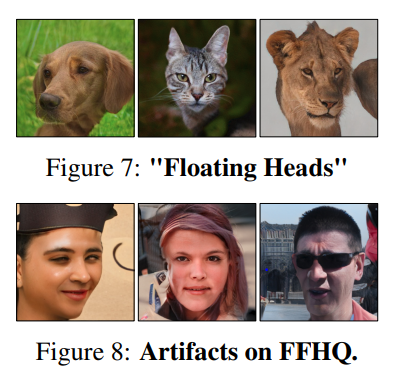 Figure 7: "Floating Heads"
Figure 8: Artifacts on FFHQ.